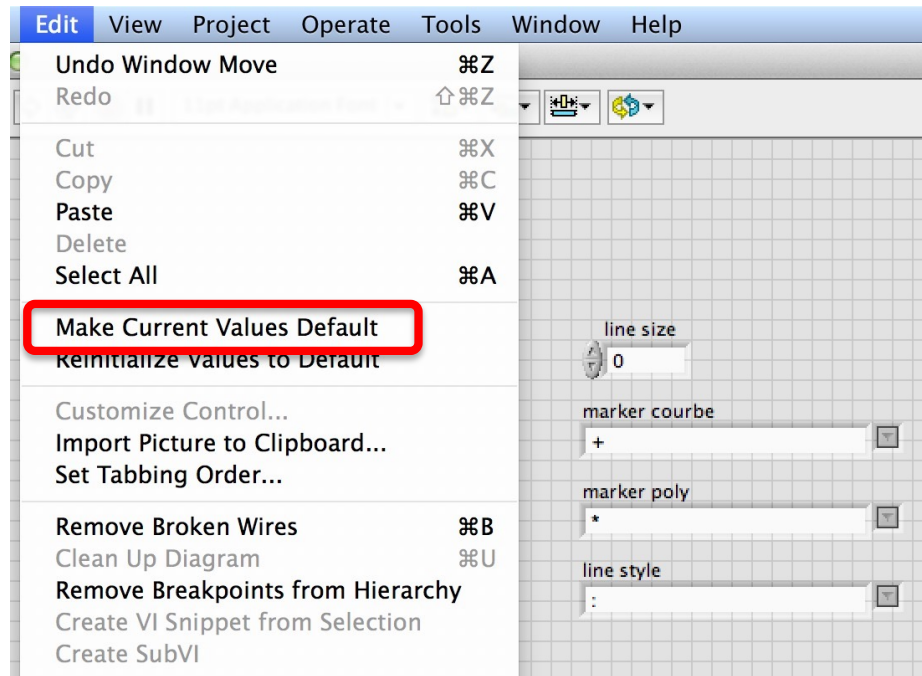 Edit View Project Operate Tools Window Help
Undo Window Move ⌘Z
Redo ⇧⌘Z
Cut ⌘X
Copy ⌘C
Paste ⌘V
Delete
Select All ⌘A
Make Current Values Default
Reinitialize Values to Default
Customize Control...
Import Picture to Clipboard...
Set Tabbing Order...
Remove Broken Wires ⌘B
Clean Up Diagram ⌘U
Remove Breakpoints from Hierarchy
Create VI Snippet from Selection
Create SubVI
line size
0
marker courbe
+
marker poly
*
line style
: